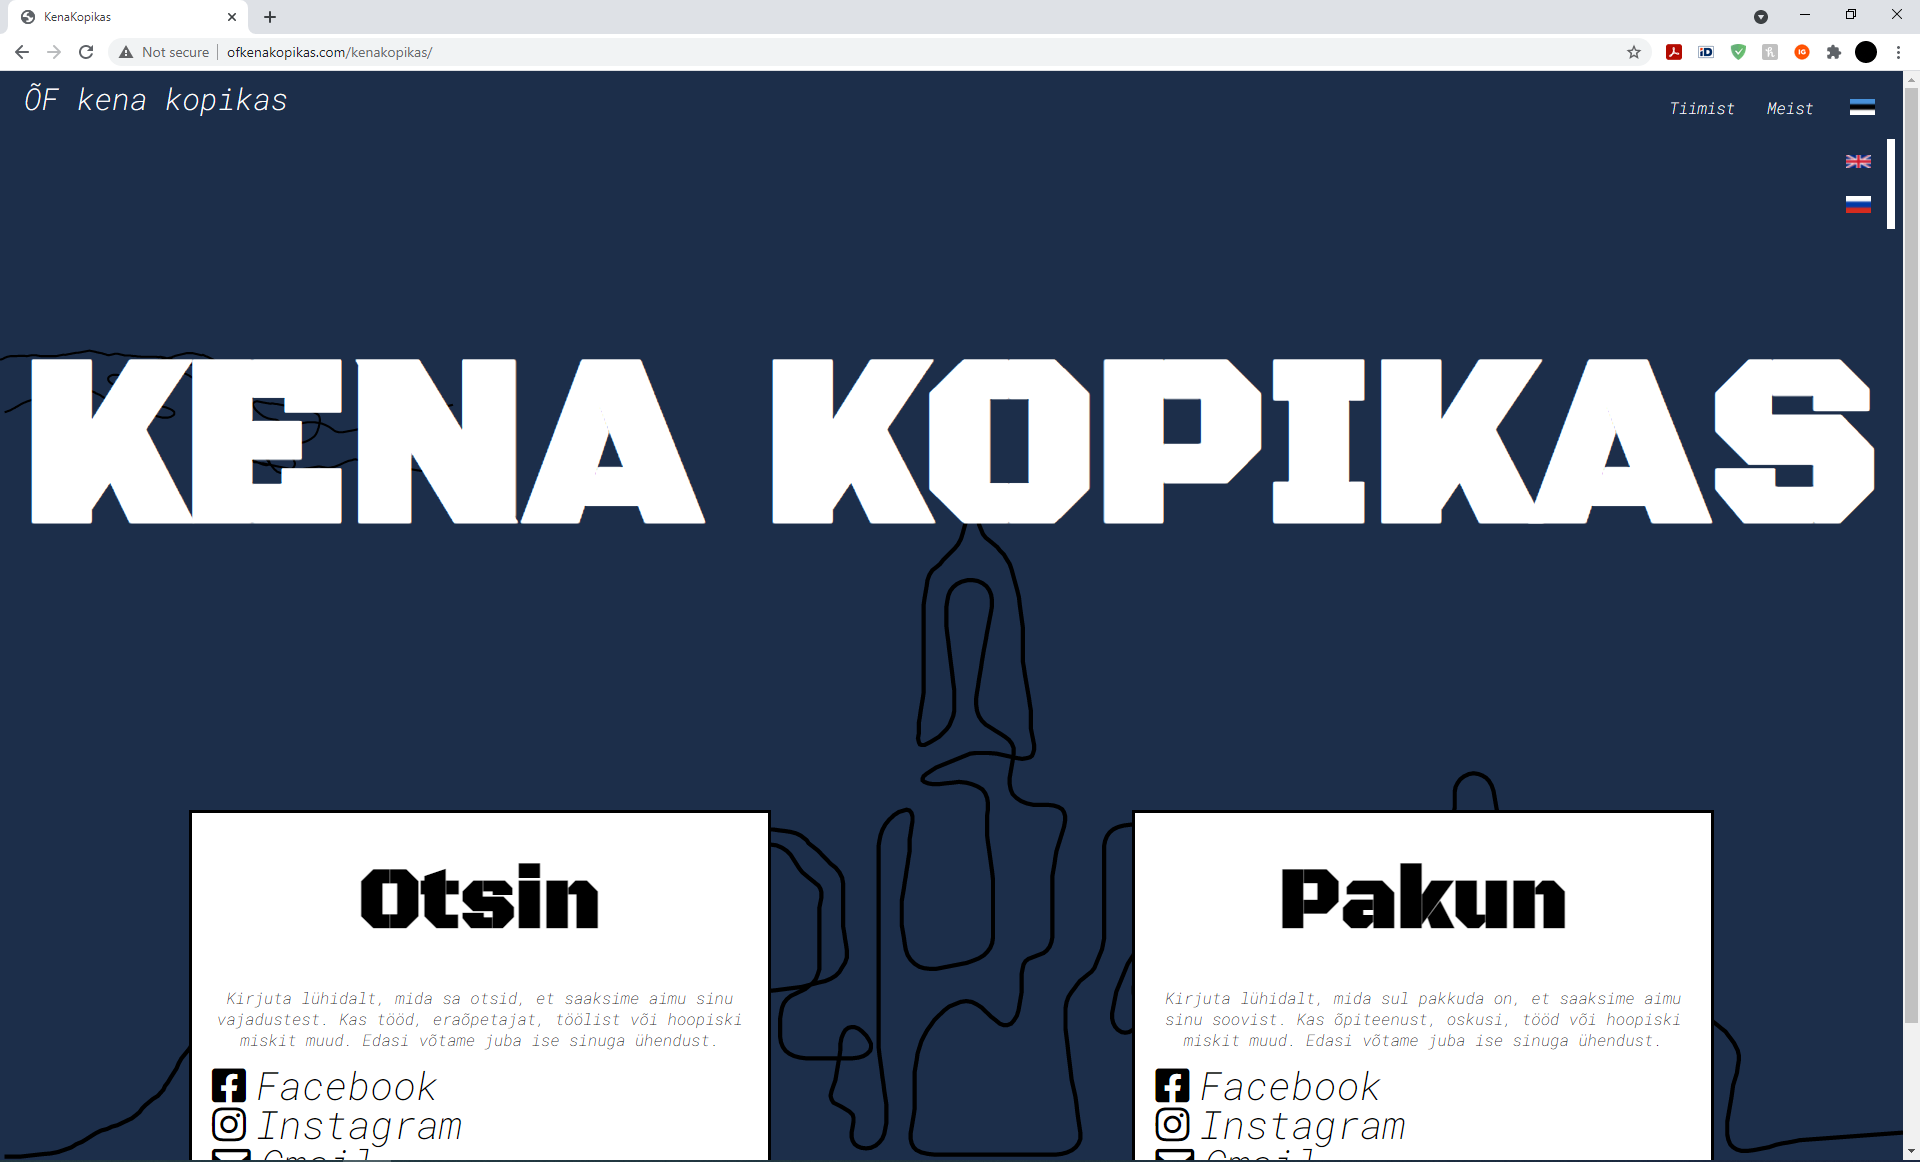 KenaKopikas
Not secure
ofkenakopikas.com/kenakopikas/
ÕF kena kopikas
Tiimist
Meist
KENA KOPIKAS
Otsin
Kirjuta lühidalt, mida sa otsid, et saaksime aimu sinu
vajadustest. Kas tööd, eraõpetajat, töölist või hoopiski
miskit muud. Edasi võtame juba ise sinuga ühendust.
Facebook
Instagram
Gmail
Pakun
Kirjuta lühidalt, mida sul pakkuda on, et saaksime aimu
sinu soovist. Kas õpiteenust, oskusi, tööd või hoopiski
miskit muud. Edasi võtame juba ise sinuga ühendust.
Facebook
Instagram
Gmail